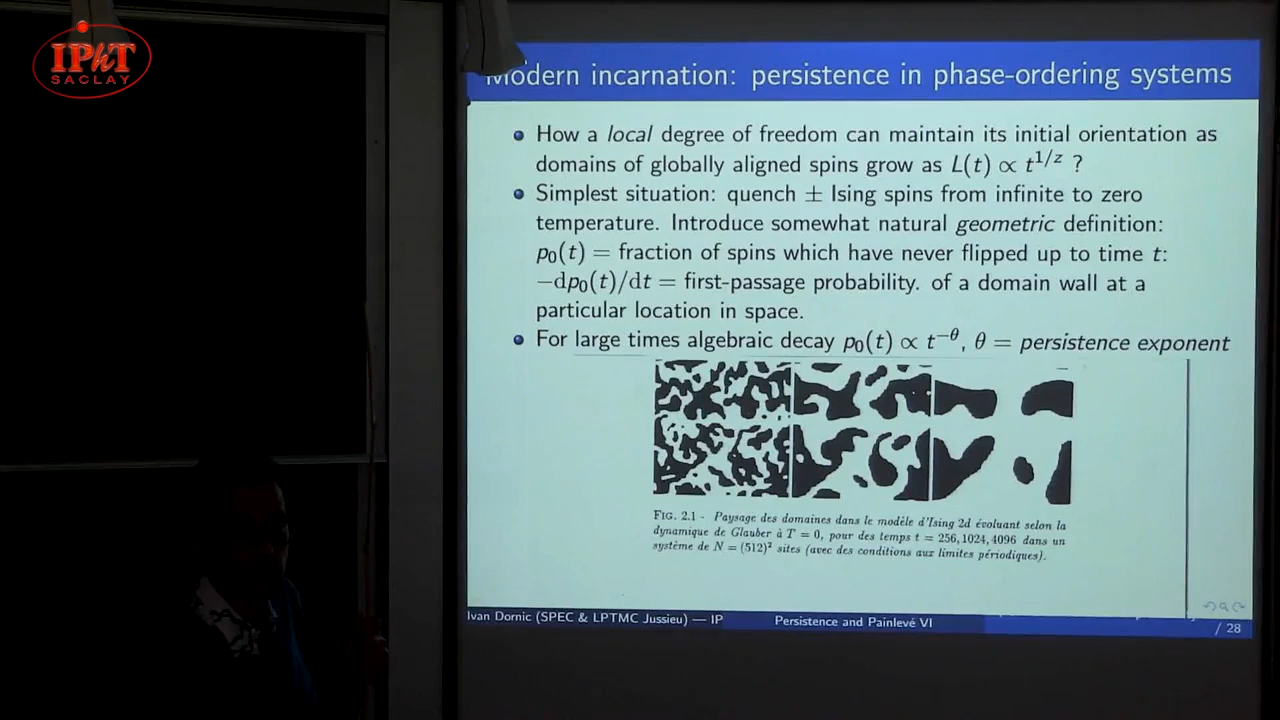 IPhT
SACLAY
Modern incarnation: persistence in phase-ordering systems
How a local degree of freedom can maintain its initial orientation as
domains of globally aligned spins grow as L(t) ∝ t^{1/z} ?
Simplest situation: quench ± Ising spins from infinite to zero
temperature. Introduce somewhat natural geometric definition:
p₀(t) = fraction of spins which have never flipped up to time t:
−dp₀(t)/dt = first-passage probability. of a domain wall at a
particular location in space.
For large times algebraic decay p₀(t) ∝ t^{−θ}, θ = persistence exponent
FIG. 2.1 - Paysage des domaines dans le modèle d'Ising 2d évoluant selon la
dynamique de Glauber à T = 0, pour des temps t = 256, 1024, 4096 dans un
système de N = (512)² sites (avec des conditions aux limites périodiques).
Ivan Dornic (SPEC & LPTMC Jussieu) — IP
Persistence and Painlevé VI
/ 28